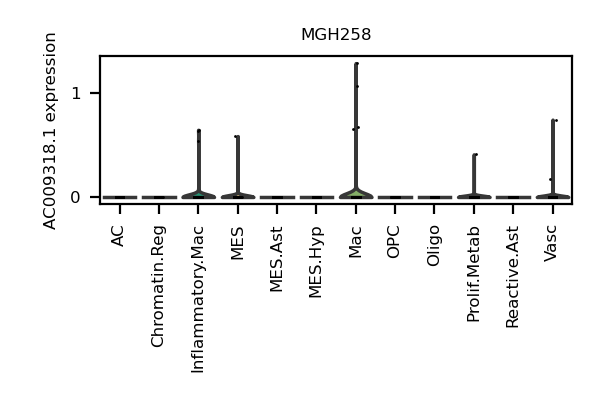 MGH258
AC009318.1 expression
1
0
AC
Chromatin.Reg
Inflammatory.Mac
MES
MES.Ast
MES.Hyp
Mac
OPC
Oligo
Prolif.Metab
Reactive.Ast
Vasc